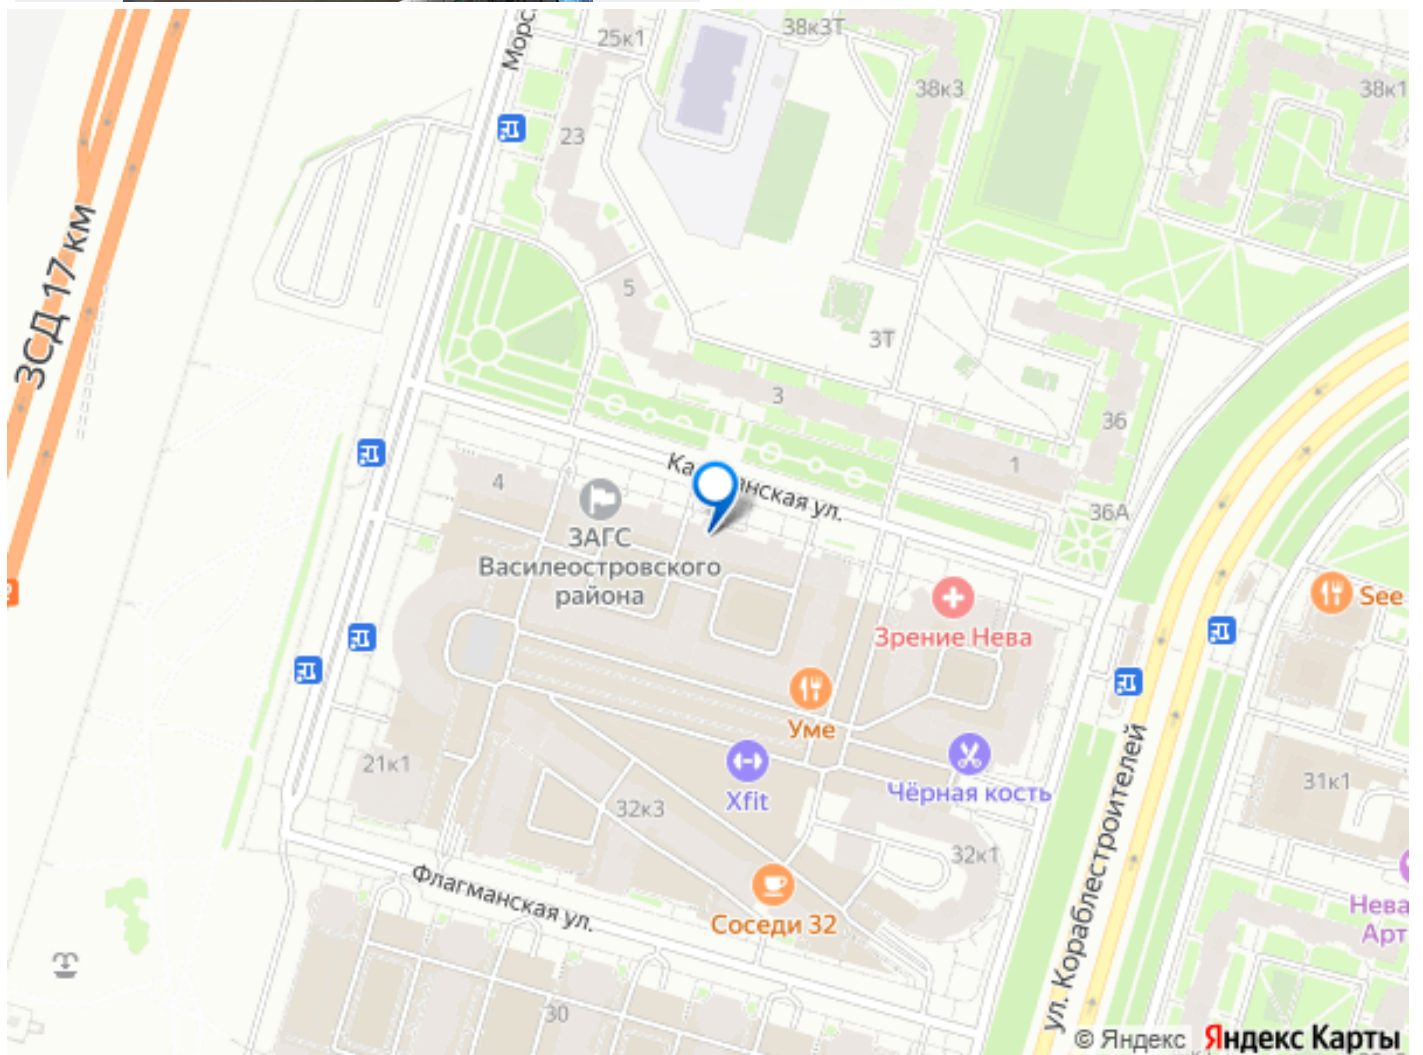 Морс
25к1
38к3Т
38к3
38к1
23
ЗСД 17 км
5
3Т
3
36
1
Ка
нская ул.
36А
4
ЗАГС
Василеостровского
района
Зрение Нева
See
Уме
21к1
Xfit
Чёрная кость
31к1
32к3
32к1
Флагманская ул.
Соседи 32
ул. Кораблестроителей
Нева
Арт
30
© Яндекс Яндекс Карты